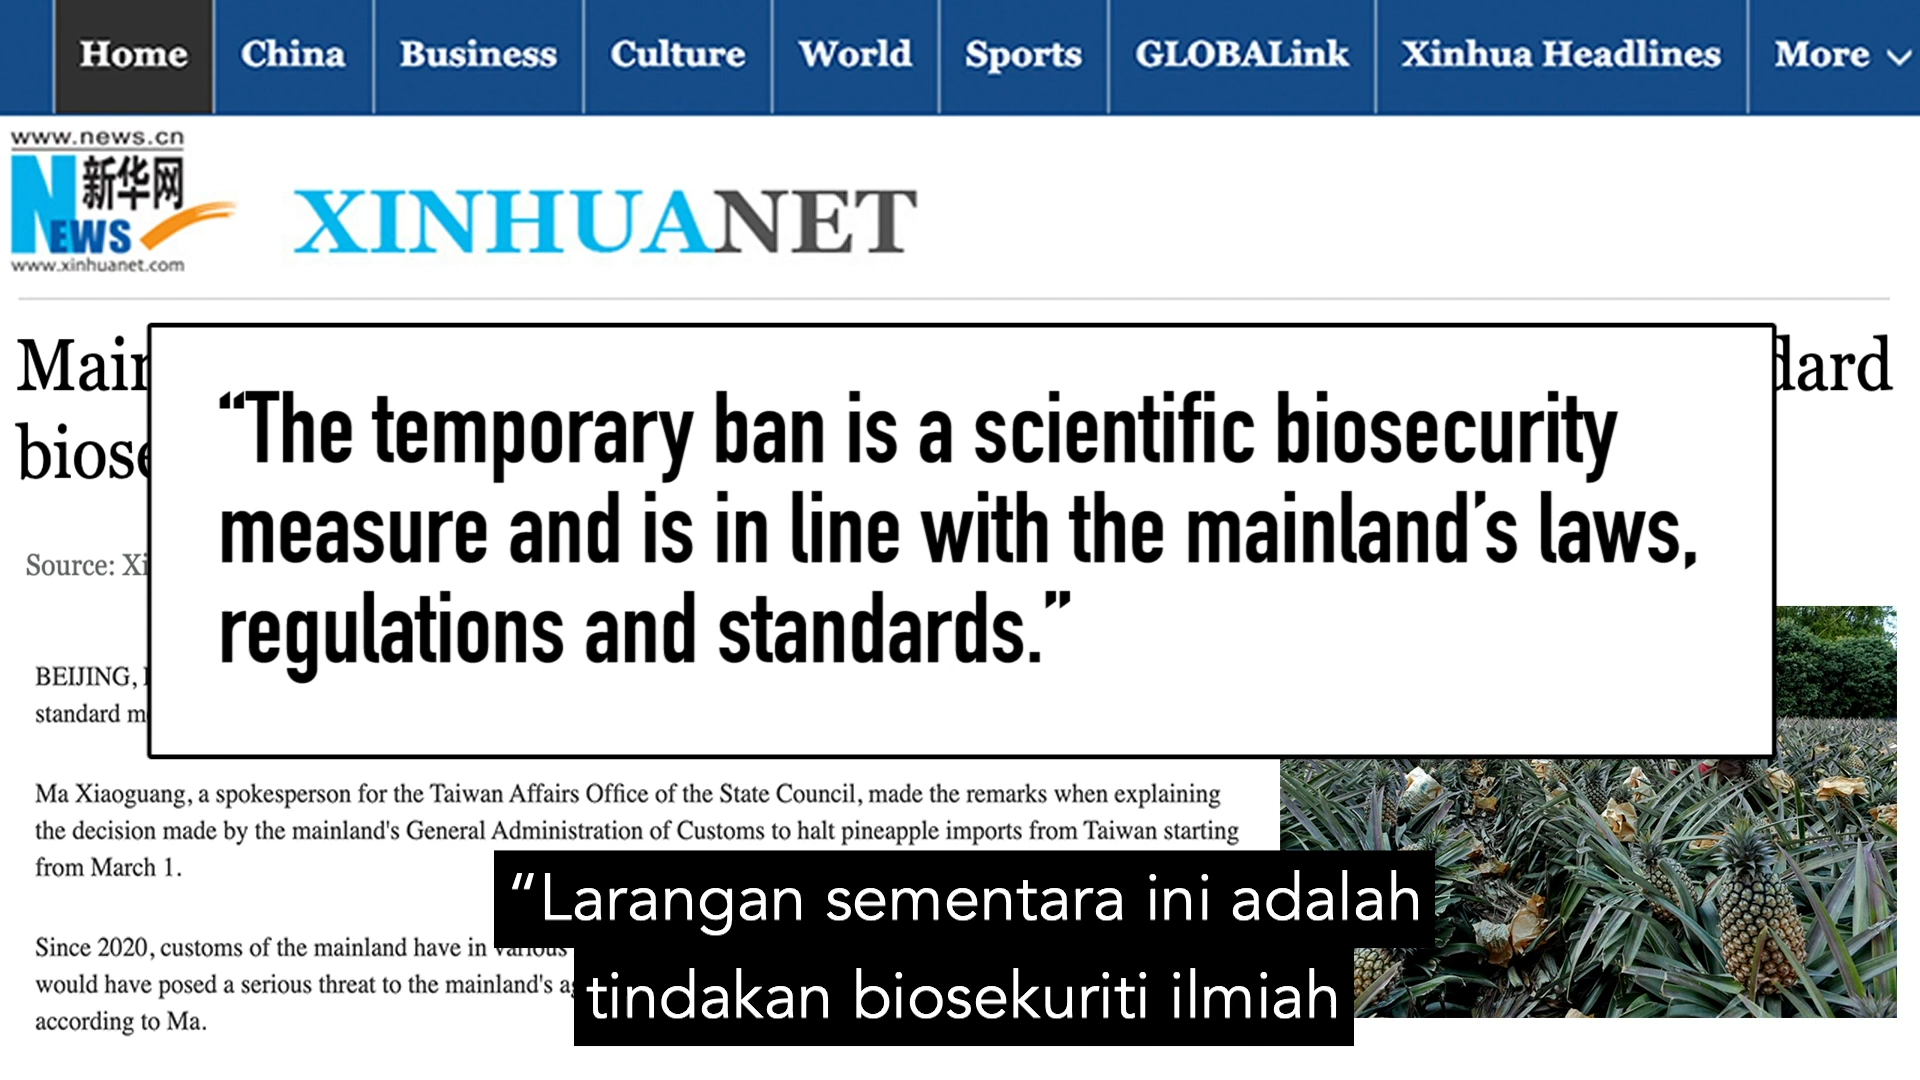 Home China Business Culture World Sports GLOBALink Xinhua Headlines More
www.news.cn
新华网
NEWS
www.xinhuanet.com
XINHUANET
“The temporary ban is a scientific biosecurity
measure and is in line with the mainland’s laws,
regulations and standards.”
Source:
BEIJING,
standard
Ma Xiaoguang, a spokesperson for the Taiwan Affairs Office of the State Council, made the remarks when explaining
the decision made by the mainland's General Administration of Customs to halt pineapple imports from Taiwan starting
from March 1.
Since 2020, customs of the mainland have in various
would have posed a serious threat to the mainland's
according to Ma.
“Larangan sementara ini adalah
tindakan biosekuriti ilmiah